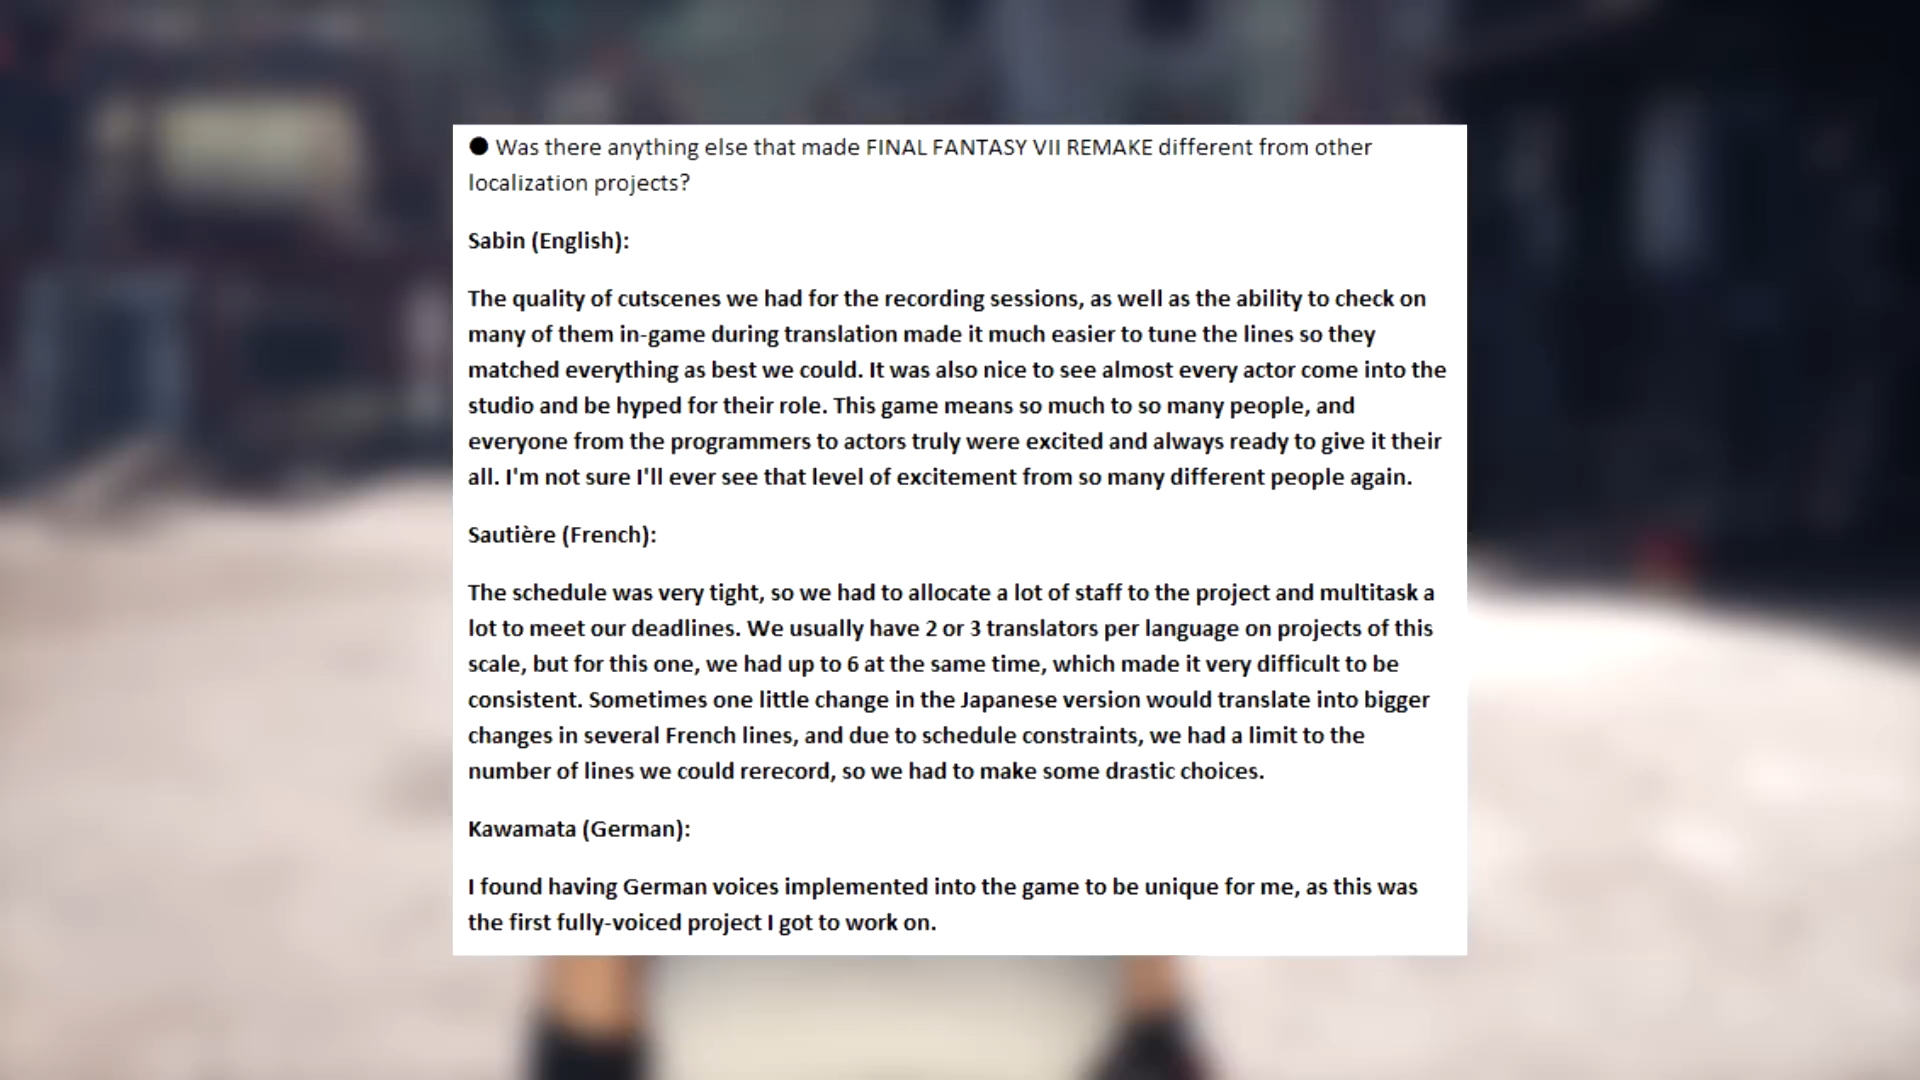 ● Was there anything else that made FINAL FANTASY VII REMAKE different from other
localization projects?
Sabin (English):
The quality of cutscenes we had for the recording sessions, as well as the ability to check on
many of them in-game during translation made it much easier to tune the lines so they
matched everything as best we could. It was also nice to see almost every actor come into the
studio and be hyped for their role. This game means so much to so many people, and
everyone from the programmers to actors truly were excited and always ready to give it their
all. I'm not sure I'll ever see that level of excitement from so many different people again.
Sautière (French):
The schedule was very tight, so we had to allocate a lot of staff to the project and multitask a
lot to meet our deadlines. We usually have 2 or 3 translators per language on projects of this
scale, but for this one, we had up to 6 at the same time, which made it very difficult to be
consistent. Sometimes one little change in the Japanese version would translate into bigger
changes in several French lines, and due to schedule constraints, we had a limit to the
number of lines we could rerecord, so we had to make some drastic choices.
Kawamata (German):
I found having German voices implemented into the game to be unique for me, as this was
the first fully-voiced project I got to work on.